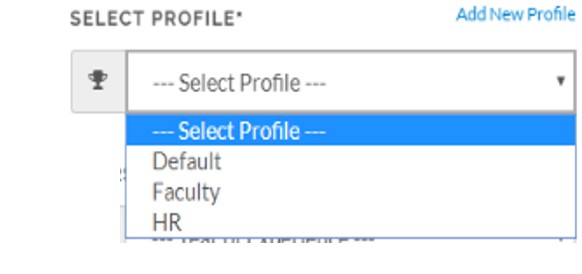 SELECT PROFILE*
Add New Profile
--- Select Profile ---
--- Select Profile ---
Default
Faculty
HR